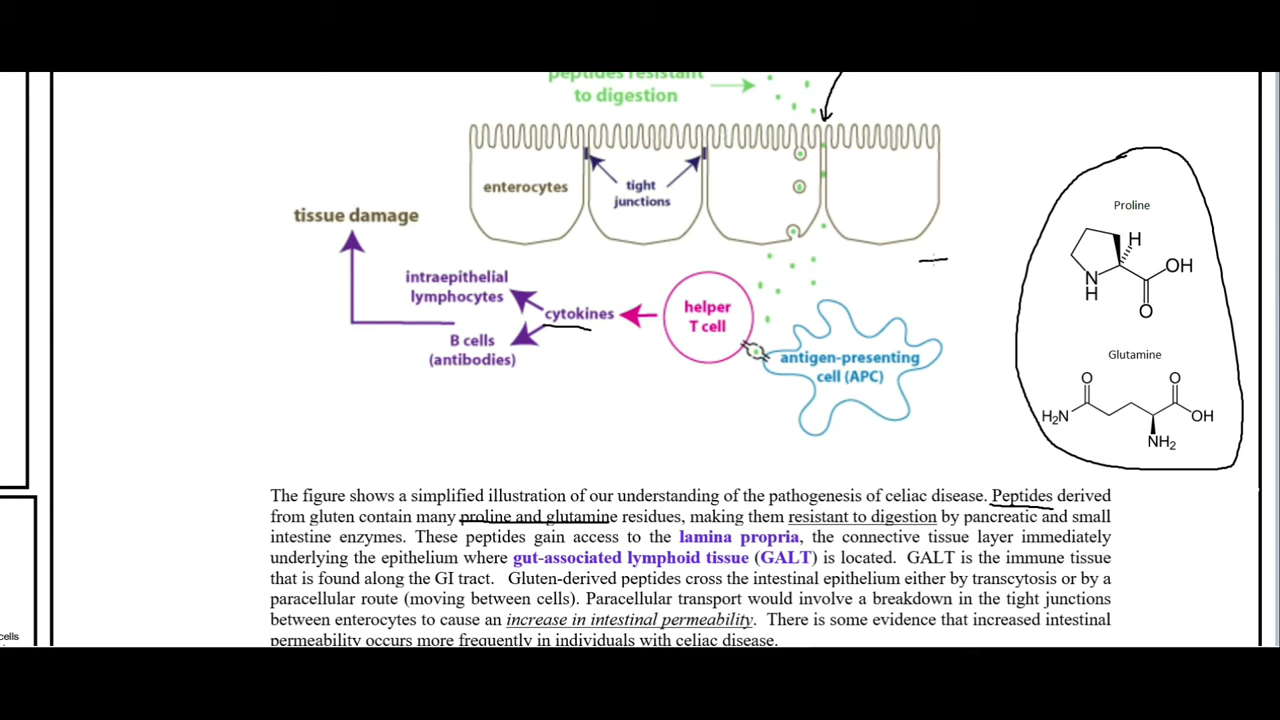 peptides resistant
to digestion
enterocytes
tight
junctions
tissue damage
intraepithelial
lymphocytes
cytokines
B cells
(antibodies)
helper
T cell
antigen-presenting
cell (APC)
Proline
H
N
H
OH
O
Glutamine
O
O
H₂N
OH
NH₂
The figure shows a simplified illustration of our understanding of the pathogenesis of celiac disease. Peptides derived
from gluten contain many proline and glutamine residues, making them resistant to digestion by pancreatic and small
intestine enzymes. These peptides gain access to the lamina propria, the connective tissue layer immediately
underlying the epithelium where gut-associated lymphoid tissue (GALT) is located. GALT is the immune tissue
that is found along the GI tract. Gluten-derived peptides cross the intestinal epithelium either by transcytosis or by a
paracellular route (moving between cells). Paracellular transport would involve a breakdown in the tight junctions
between enterocytes to cause an increase in intestinal permeability. There is some evidence that increased intestinal
permeability occurs more frequently in individuals with celiac disease.
cells